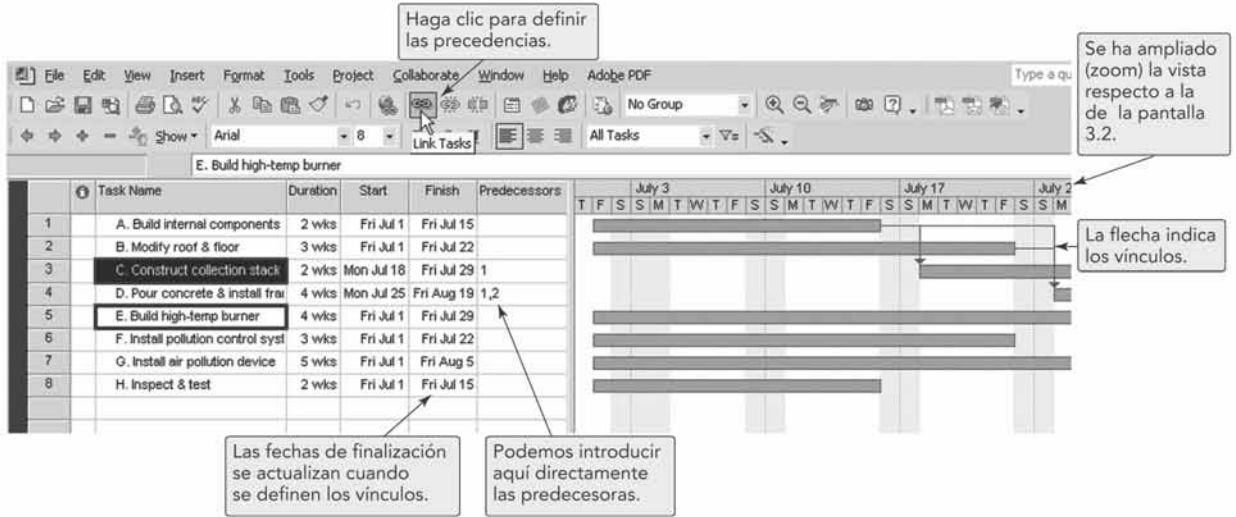 Haga clic para definir
las precedencias.
Se ha ampliado
(zoom) la vista
respecto a la
de la pantalla
3.2.
File Edit View Insert Format Tools Project Collaborate Window Help Adobe PDF Type a qu
No Group
Show Arial 8 All Tasks
Link Tasks
E. Build high-temp burner
Task Name Duration Start Finish Predecessors July 3 July 10 July 17 July 2
T F S S M T W T F S S M T W T F S S M T W T F S S M
1 A. Build internal components 2 wks Fri Jul 1 Fri Jul 15
2 B. Modify roof & floor 3 wks Fri Jul 1 Fri Jul 22
3 C. Construct collection stack 2 wks Mon Jul 18 Fri Jul 29 1
4 D. Pour concrete & install frai 4 wks Mon Jul 25 Fri Aug 19 1,2
5 E. Build high-temp burner 4 wks Fri Jul 1 Fri Jul 29
6 F. Install pollution control syst 3 wks Fri Jul 1 Fri Jul 22
7 G. Install air pollution device 5 wks Fri Jul 1 Fri Aug 5
8 H. Inspect & test 2 wks Fri Jul 1 Fri Jul 15
La flecha indica
los vínculos.
Las fechas de finalización
se actualizan cuando
se definen los vínculos.
Podemos introducir
aquí directamente
las predecesoras.